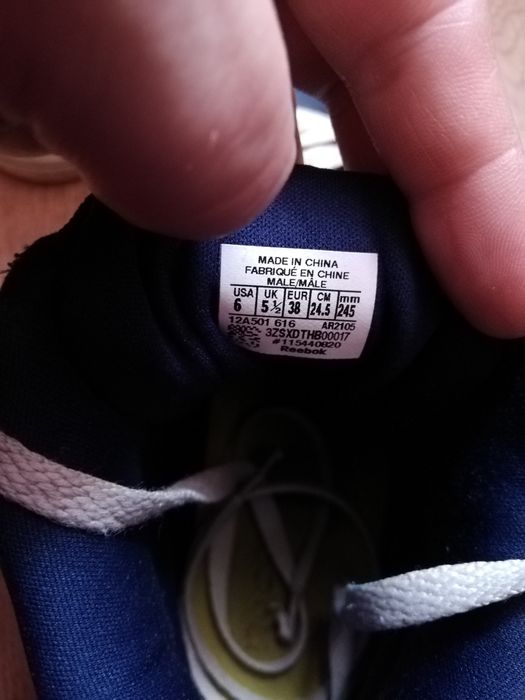 MADE IN CHINA
FABRIQUÉ EN CHINE
MALE/MÂLE
USA UK EUR CM mm
6 5 ½ 38 24.5 245
12A501 616 AR2105
3ZSXDTHB00017
#115440820
Reebok